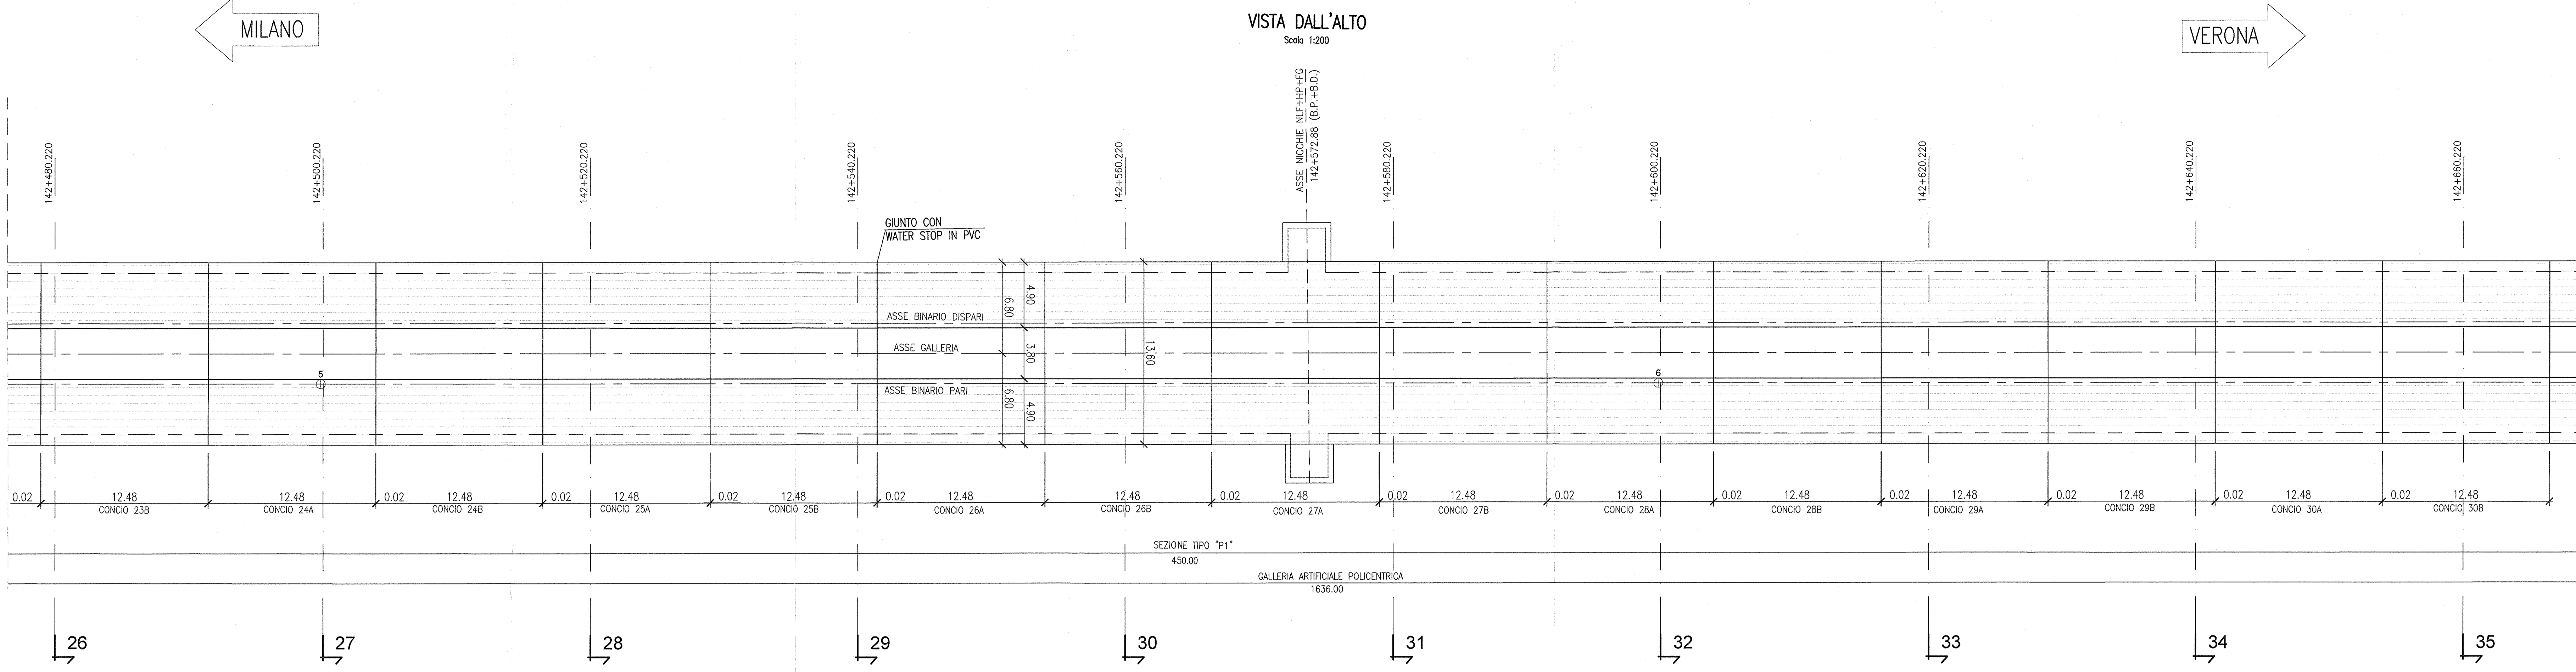 MILANO
VISTA DALL'ALTO
Scala 1:200
VERONA
142+480.220
142+500.220
142+520.220
142+540.220
142+560.220
ASSE NICCHIE NLF+HP+FG
142+572.88 (B.P.+B.D.)
142+580.220
142+600.220
142+620.220
142+640.220
142+660.220
GIUNTO CON
WATER STOP IN PVC
ASSE BINARIO DISPARI
ASSE GALLERIA
ASSE BINARIO PARI
6.80
4.90
3.80
13.60
6.80
4.90
5
6
0.02 12.48 12.48 0.02 12.48 0.02 12.48 0.02 12.48 0.02 12.48 12.48 0.02 12.48 0.02 12.48 0.02 12.48 0.02 12.48 0.02 12.48 0.02 12.48 0.02 12.48 0.02 12.48
CONCIO 23B CONCIO 24A CONCIO 24B CONCIO 25A CONCIO 25B CONCIO 26A CONCIO 26B CONCIO 27A CONCIO 27B CONCIO 28A CONCIO 28B CONCIO 29A CONCIO 29B CONCIO 30A CONCIO 30B
SEZIONE TIPO "P1"
450.00
GALLERIA ARTIFICIALE POLICENTRICA
1636.00
26 27 28 29 30 31 32 33 34 35